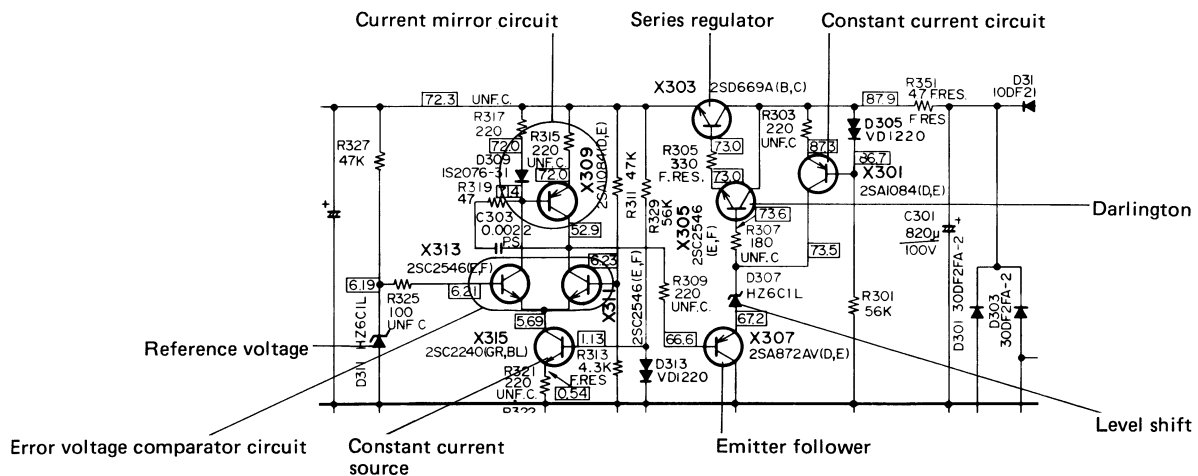 Current mirror circuit
Series regulator
Constant current circuit
72.3
UNF.C.
X303
2SD669A(B,C)
87.9
R351
47 FRES.
F RES
D31
10DF21
R317
220
72.0
R315
220
UNF.C
72.0
X309
2SA1084(D,E)
R327
47K
D309
IS2076-31
R319
47
71.4
C303
0.0022
P.S
52.9
R311 47K
R329
56K
R305
330
F.RES.
73.0
73.0
R303
220
UNF.C
87.3
D305
VD1220
86.7
X301
2SA1084(D,E)
X305
2SC2546
(E,F)
73.6
R307
180
UNF.C
73.5
Darlington
C301
820μ
100V
+
+
X313
2SC2546(E,F)
6.19
R325
100
UNF C
6.21
6.23
X311
2SC2546(E,F)
R309
220
UNF.C.
D307
HZ6C1L
67.2
R301
56K
D301 30DF2FA-2
D303
30DF2FA-2
D311 HZ6C1L
Reference voltage
5.69
X315
2SC2240(GR,BL)
1.13
R313
4.3K
F.RES
D313
VD1220
66.6
X307
2SA872AV(D,E)
R321
220
UNF.C.
0.54
R322
Level shift
Error voltage comparator circuit
Constant current
source
Emitter follower